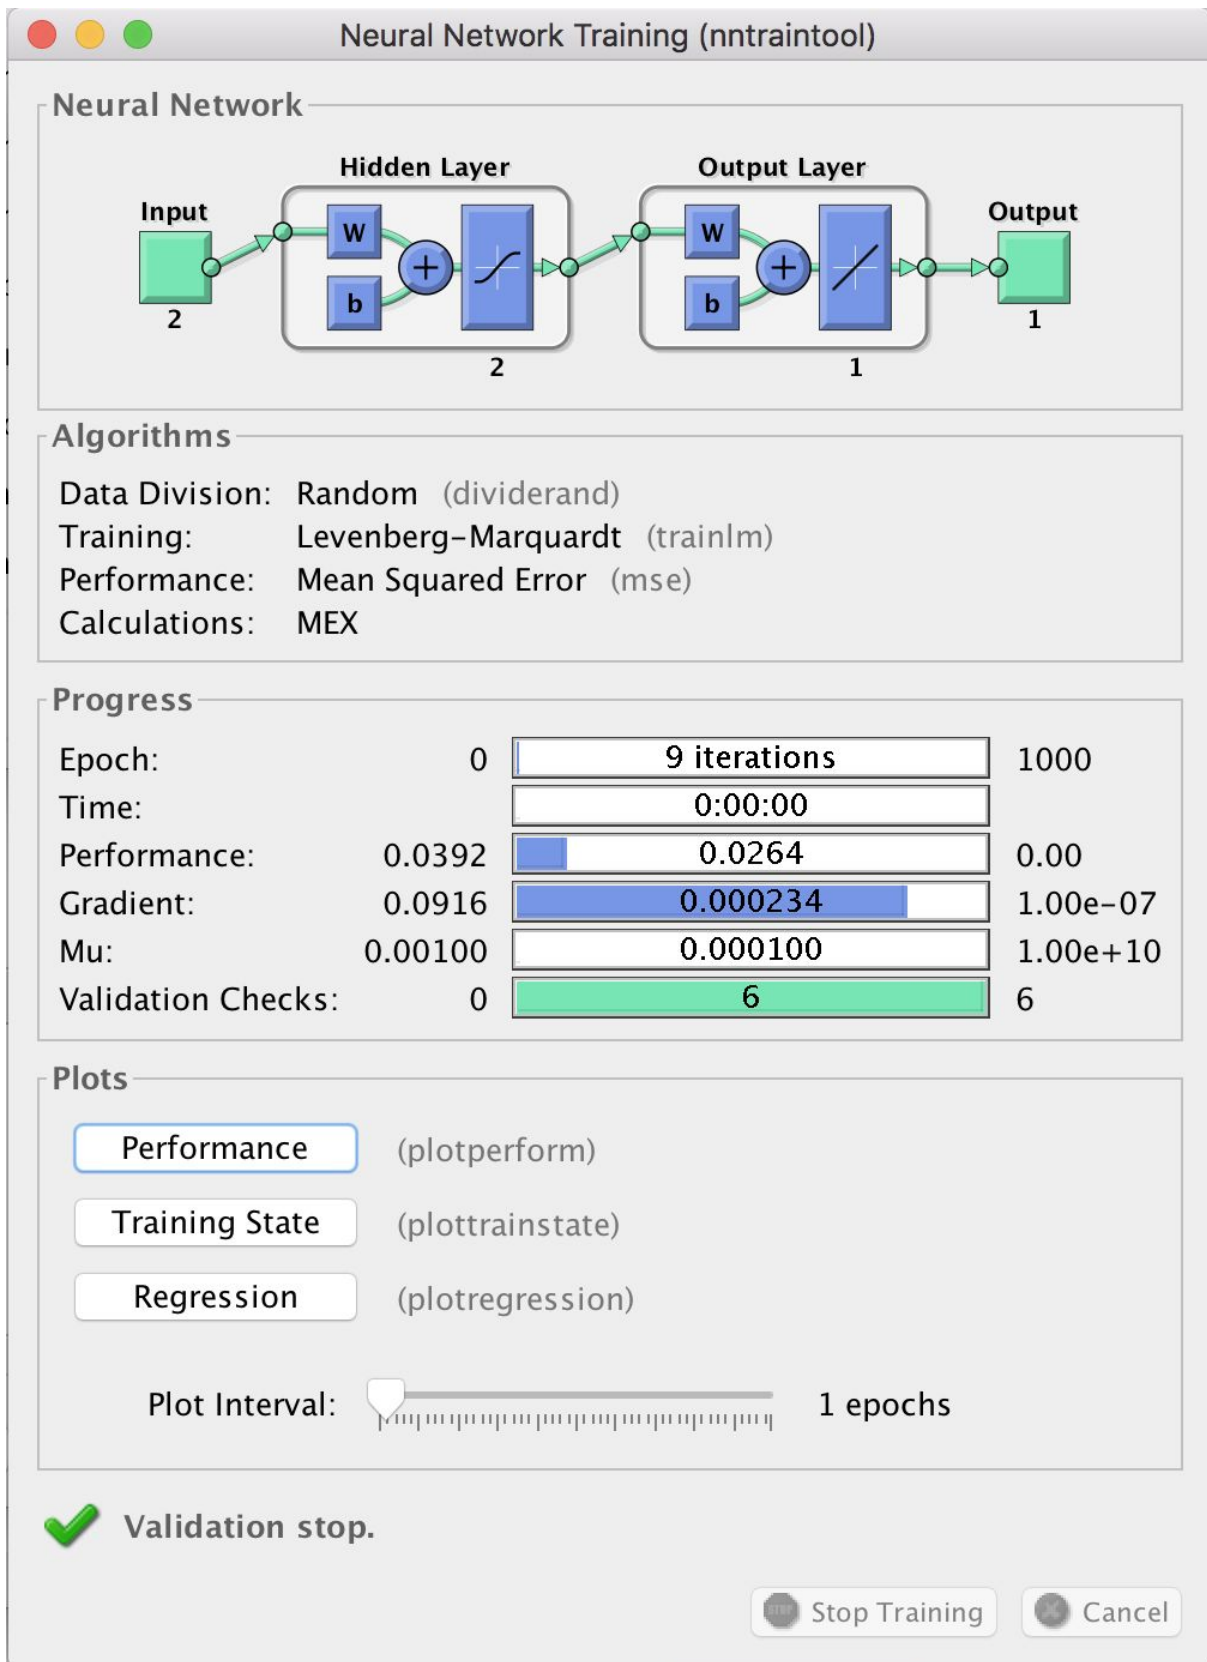 Neural Network Training (nntraintool)
Neural Network
Hidden Layer
Output Layer
Input
Output
W
b
+
W
b
+
2
2
1
1
Algorithms
Data Division: Random (dividerand)
Training: Levenberg-Marquardt (trainlm)
Performance: Mean Squared Error (mse)
Calculations: MEX
Progress
Epoch: 0 9 iterations 1000
Time: 0:00:00
Performance: 0.0392 0.0264 0.00
Gradient: 0.0916 0.000234 1.00e-07
Mu: 0.00100 0.000100 1.00e+10
Validation Checks: 0 6 6
Plots
Performance (plotperform)
Training State (plottrainstate)
Regression (plotregression)
Plot Interval: 1 epochs
Validation stop.
STOP Stop Training Cancel